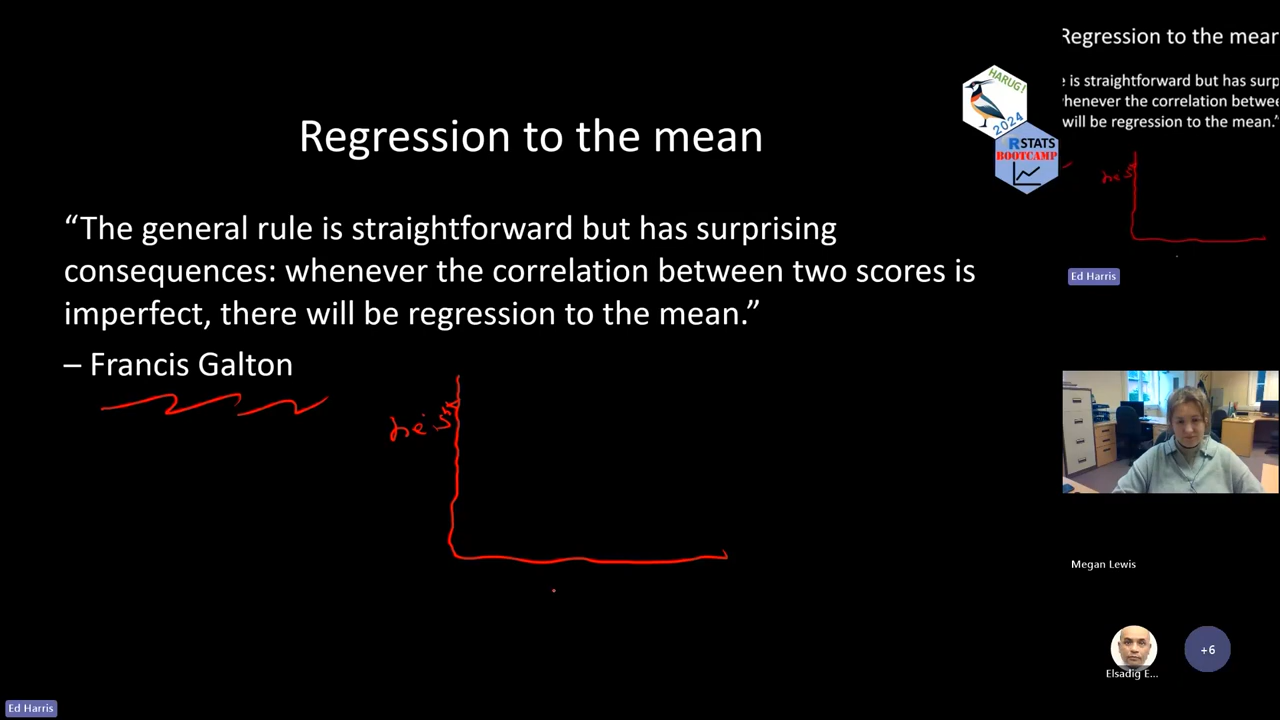 Regression to the mean
“The general rule is straightforward but has surprising
consequences: whenever the correlation between two scores is
imperfect, there will be regression to the mean.”
– Francis Galton
HARUG!
2024
RSTATS
BOOTCAMP
Regression to the mean
is straightforward but has surp
henever the correlation betwee
will be regression to the mean.”
Ed Harris
Megan Lewis
Elsadig E...
+6
Ed Harris